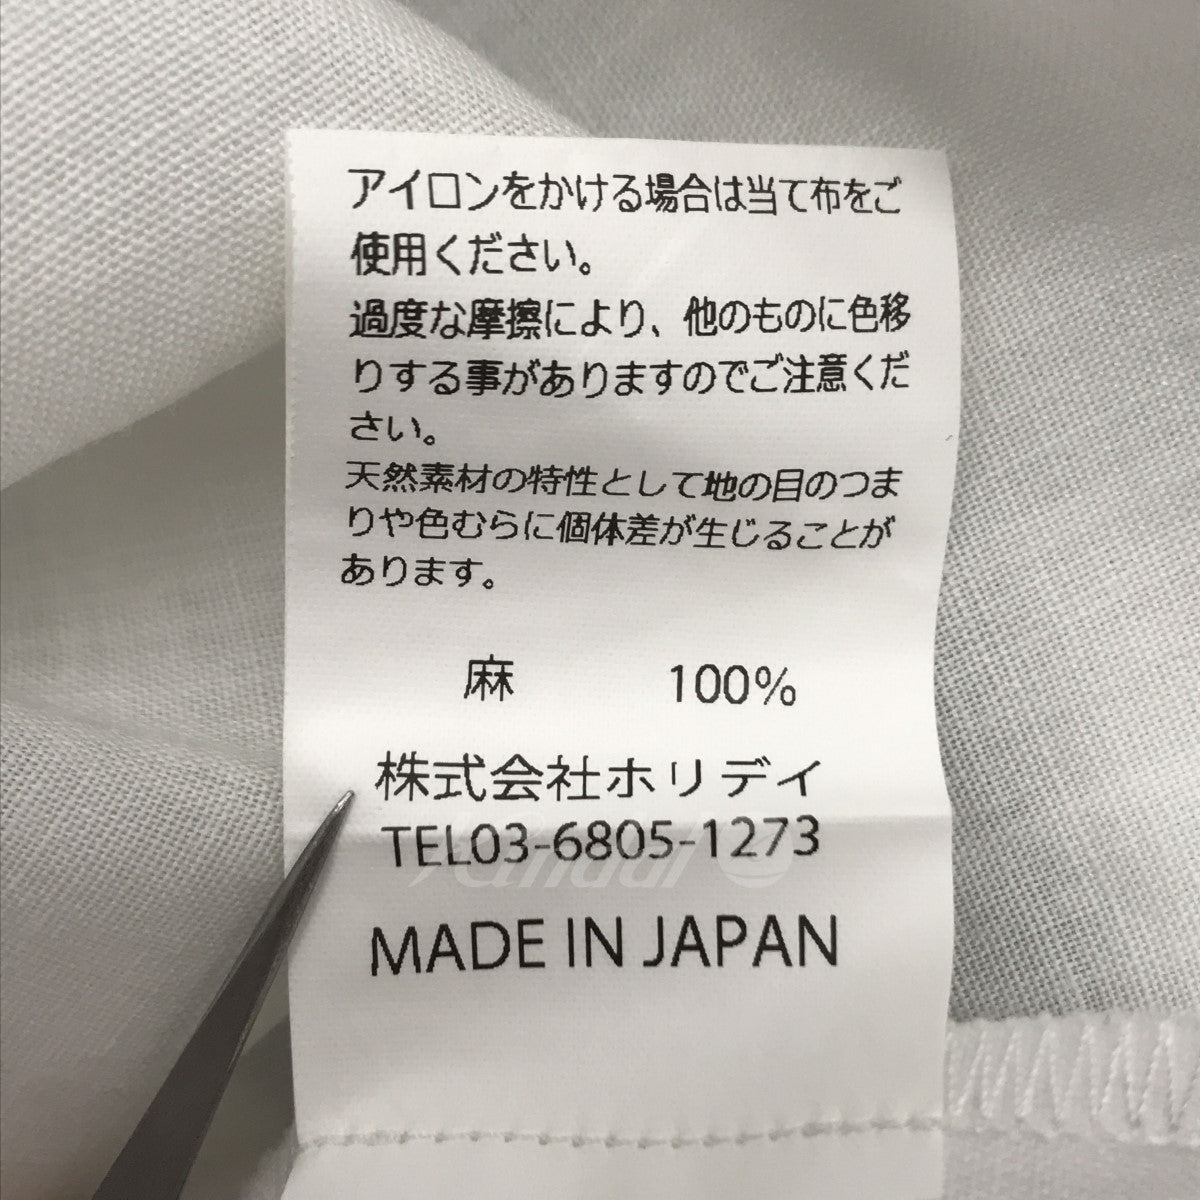 アイロンをかける場合は当て布をご
使用ください。
過度な摩擦により、他のものに色移
りする事がありますのでご注意くだ
さい。
天然素材の特性として地の目のつま
りや色むらに個体差が生じることが
あります。
麻 100%
株式会社ホリデイ
TEL03-6805-1273
MADE IN JAPAN